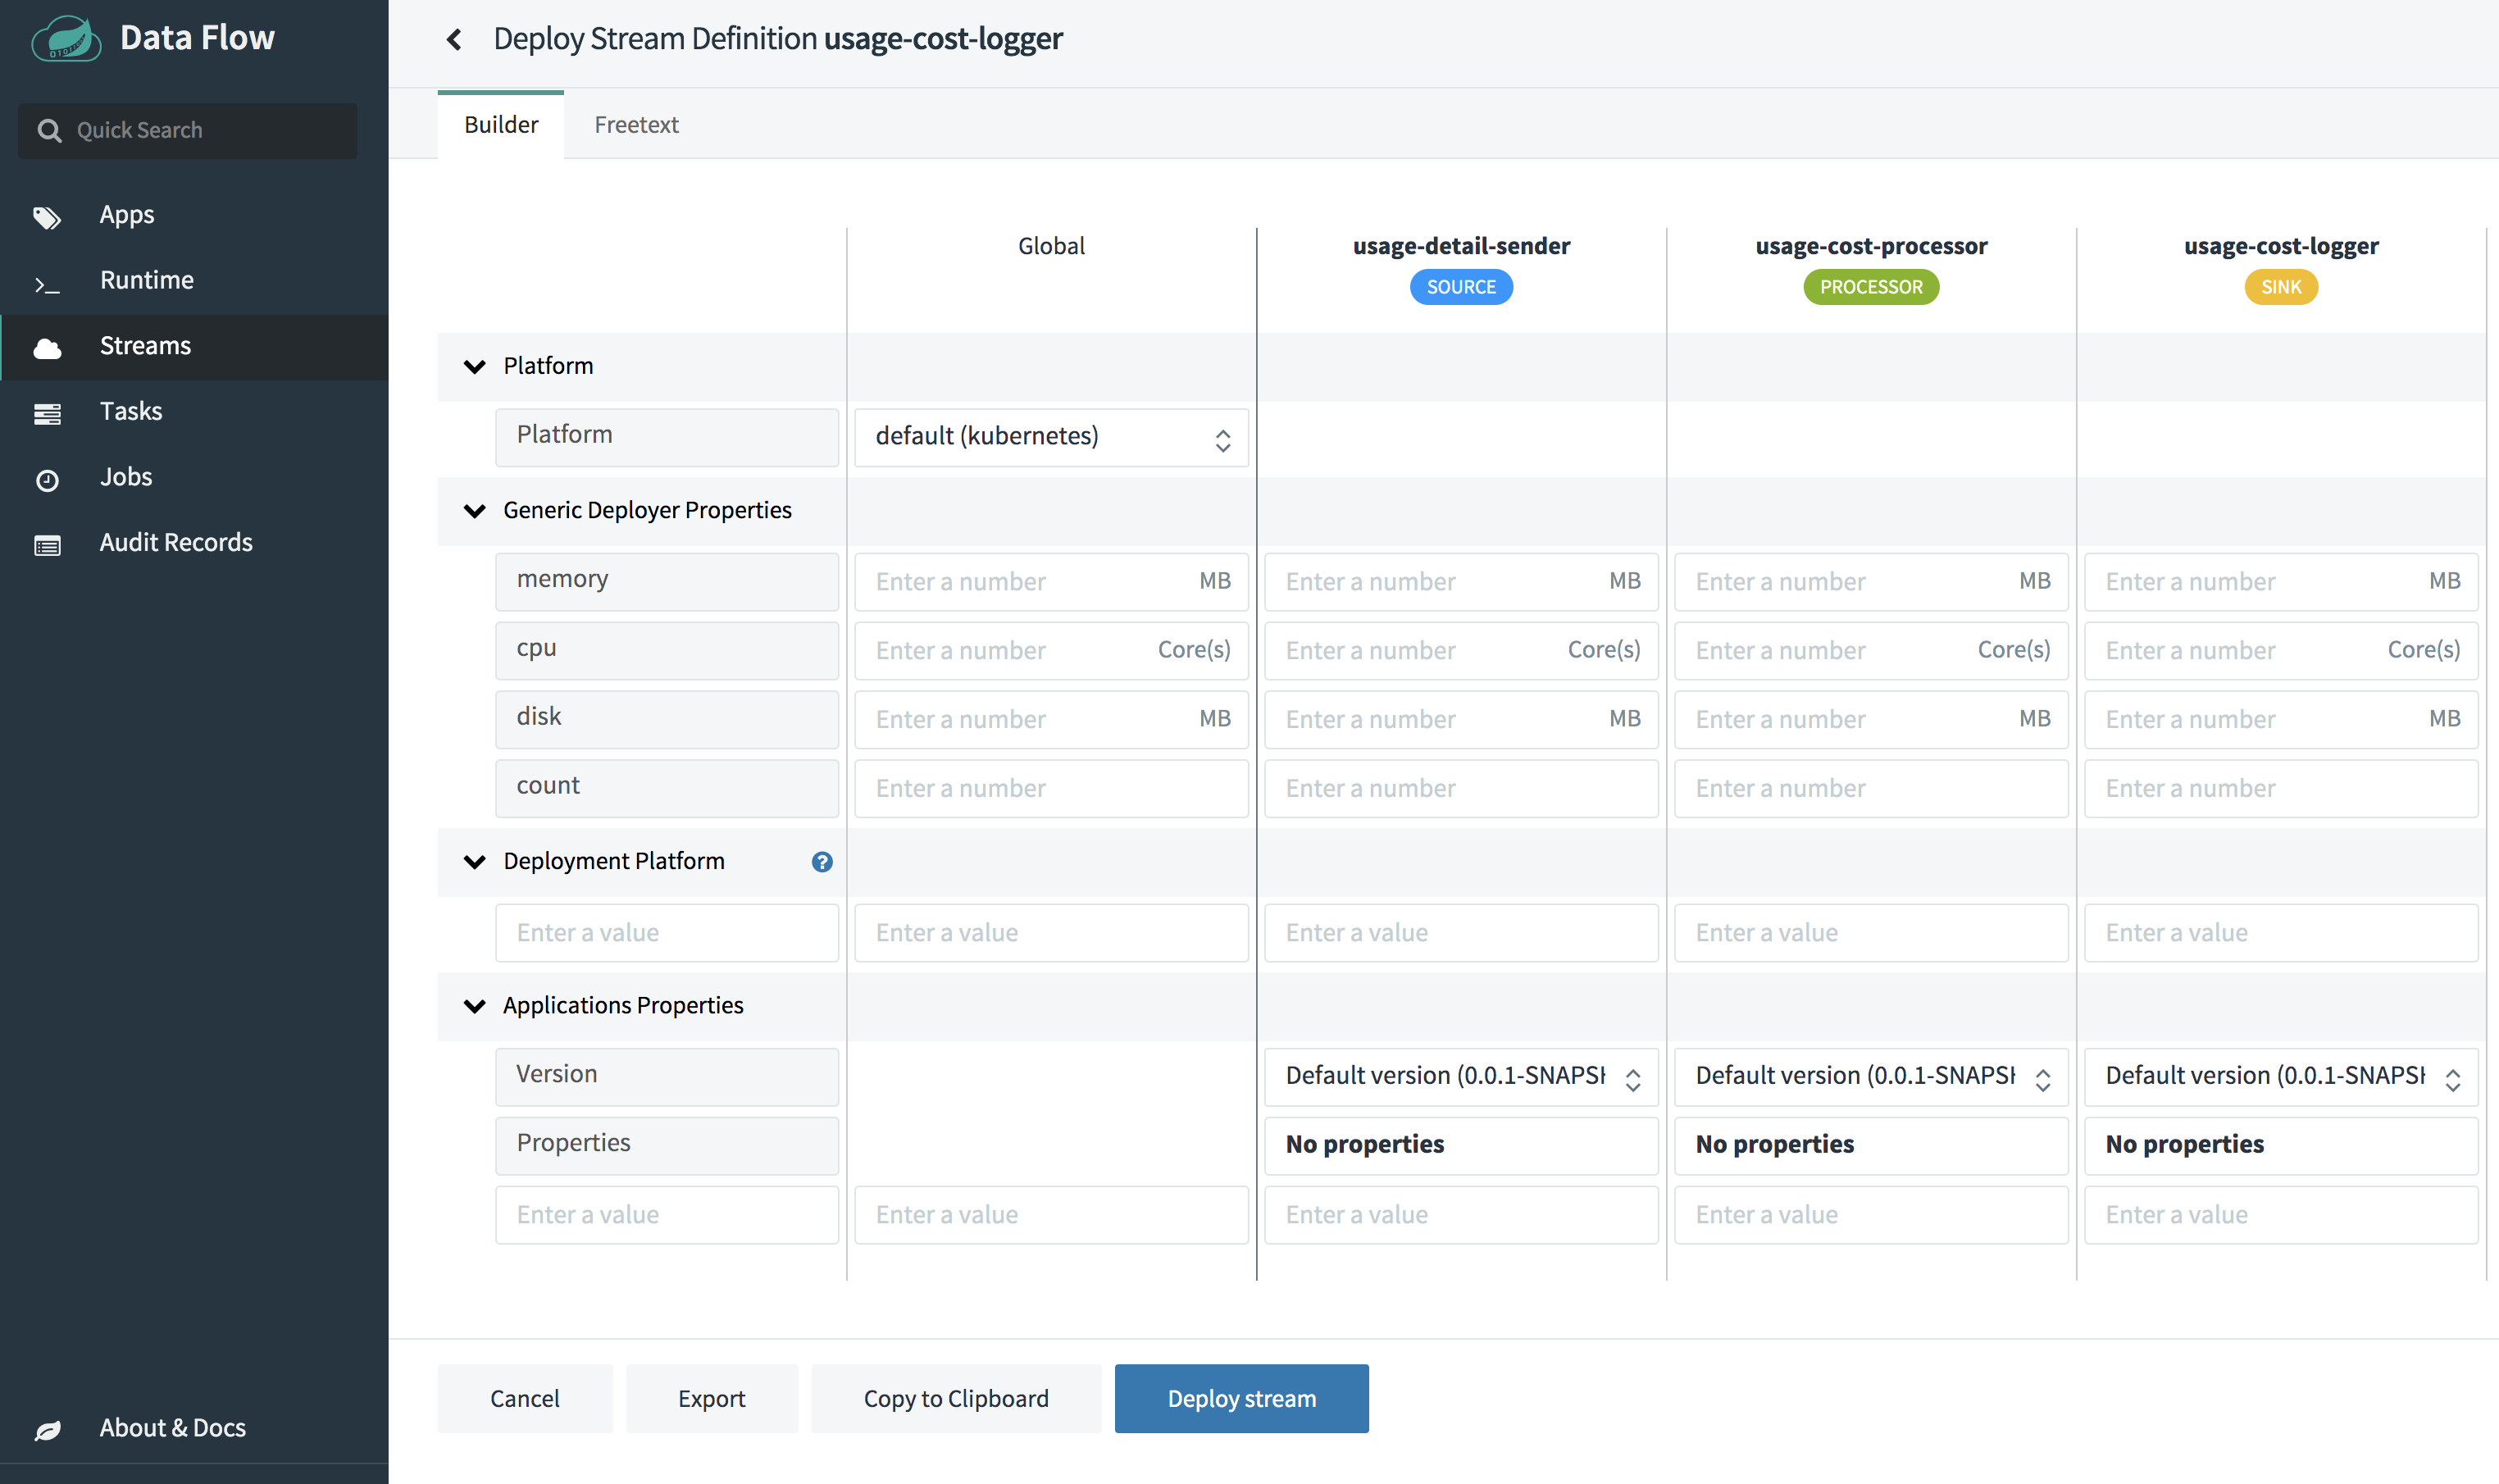 Data Flow
Quick Search
Apps
Runtime
Streams
Tasks
Jobs
Audit Records
About & Docs
Deploy Stream Definition usage-cost-logger
Builder Freetext
Global usage-detail-sender usage-cost-processor usage-cost-logger
SOURCE PROCESSOR SINK
Platform
Platform default (kubernetes)
Generic Deployer Properties
memory Enter a number MB Enter a number MB Enter a number MB Enter a number MB
cpu Enter a number Core(s) Enter a number Core(s) Enter a number Core(s) Enter a number Core(s)
disk Enter a number MB Enter a number MB Enter a number MB Enter a number MB
count Enter a number Enter a number Enter a number Enter a number
Deployment Platform ?
Enter a value Enter a value Enter a value Enter a value Enter a value
Applications Properties
Version Default version (0.0.1-SNAPSH Default version (0.0.1-SNAPSH Default version (0.0.1-SNAPSH
Properties No properties No properties No properties
Enter a value Enter a value Enter a value Enter a value Enter a value
Cancel Export Copy to Clipboard Deploy stream